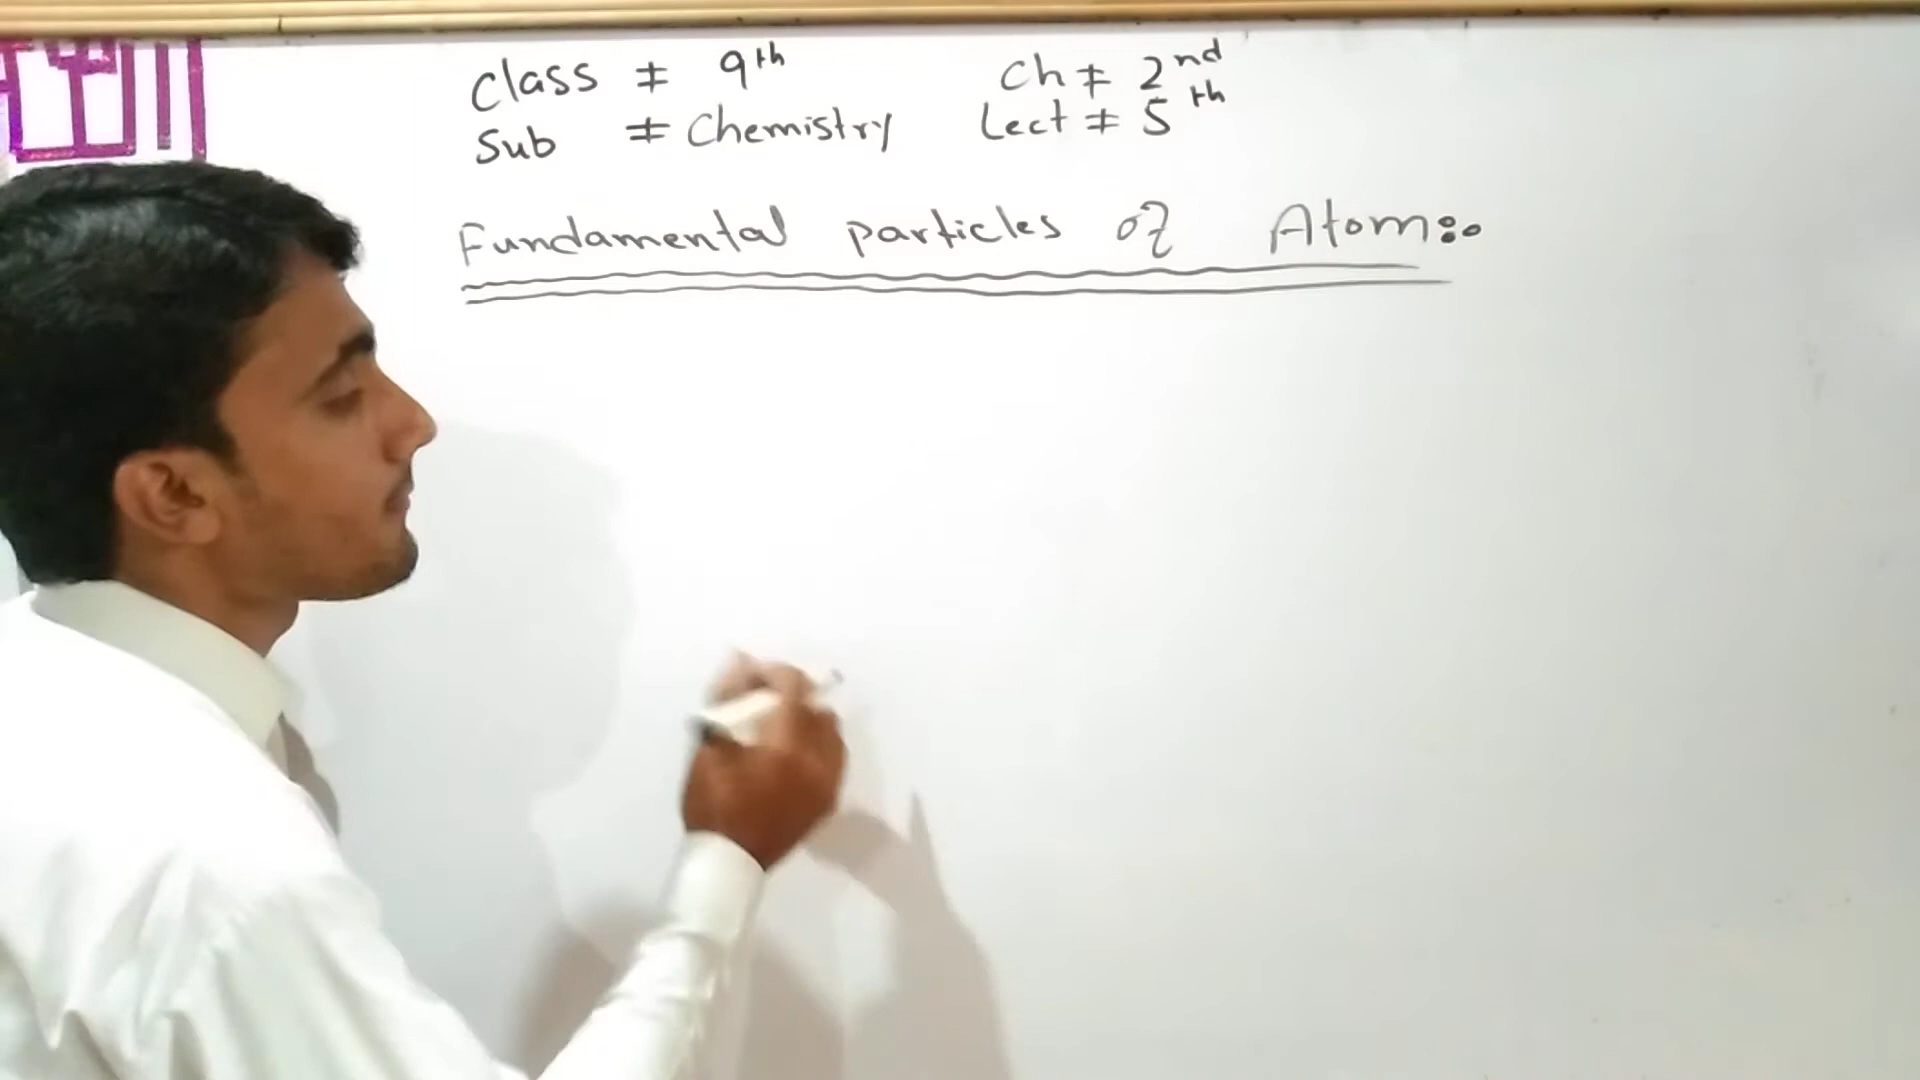 Class ≠ 9th Ch ≠ 2nd
Sub ≠ Chemistry Lect ≠ 5th
Fundamental particles of Atom:.